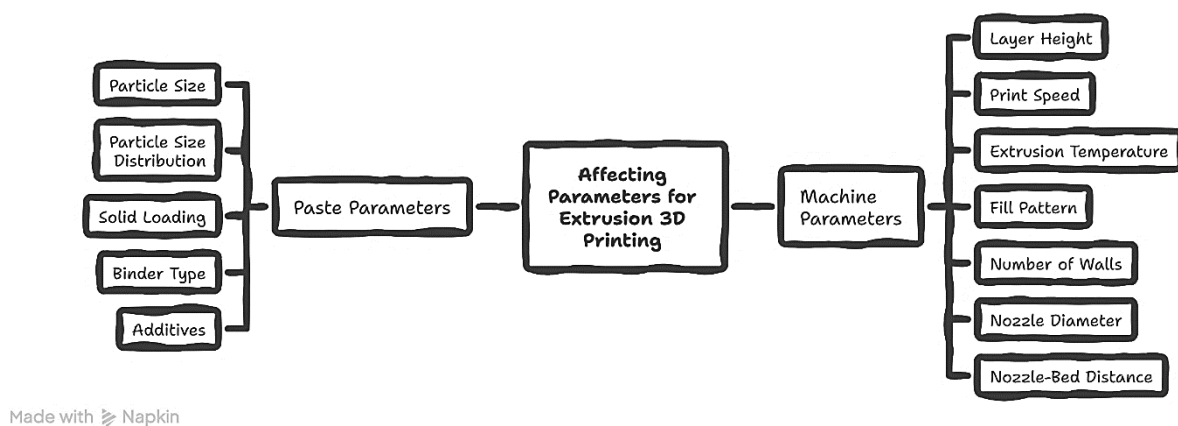 Particle Size
Particle Size
Distribution
Solid Loading
Binder Type
Additives
Paste Parameters
Affecting
Parameters for
Extrusion 3D
Printing
Machine
Parameters
Layer Height
Print Speed
Extrusion Temperature
Fill Pattern
Number of Walls
Nozzle Diameter
Nozzle-Bed Distance
Made with Napkin